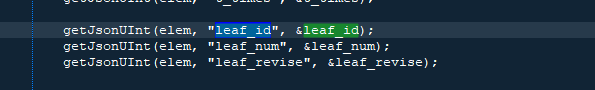 getJsonUInt(elem, "leaf_id", &leaf_id);
getJsonUInt(elem, "leaf_num", &leaf_num);
getJsonUInt(elem, "leaf_revise", &leaf_revise);